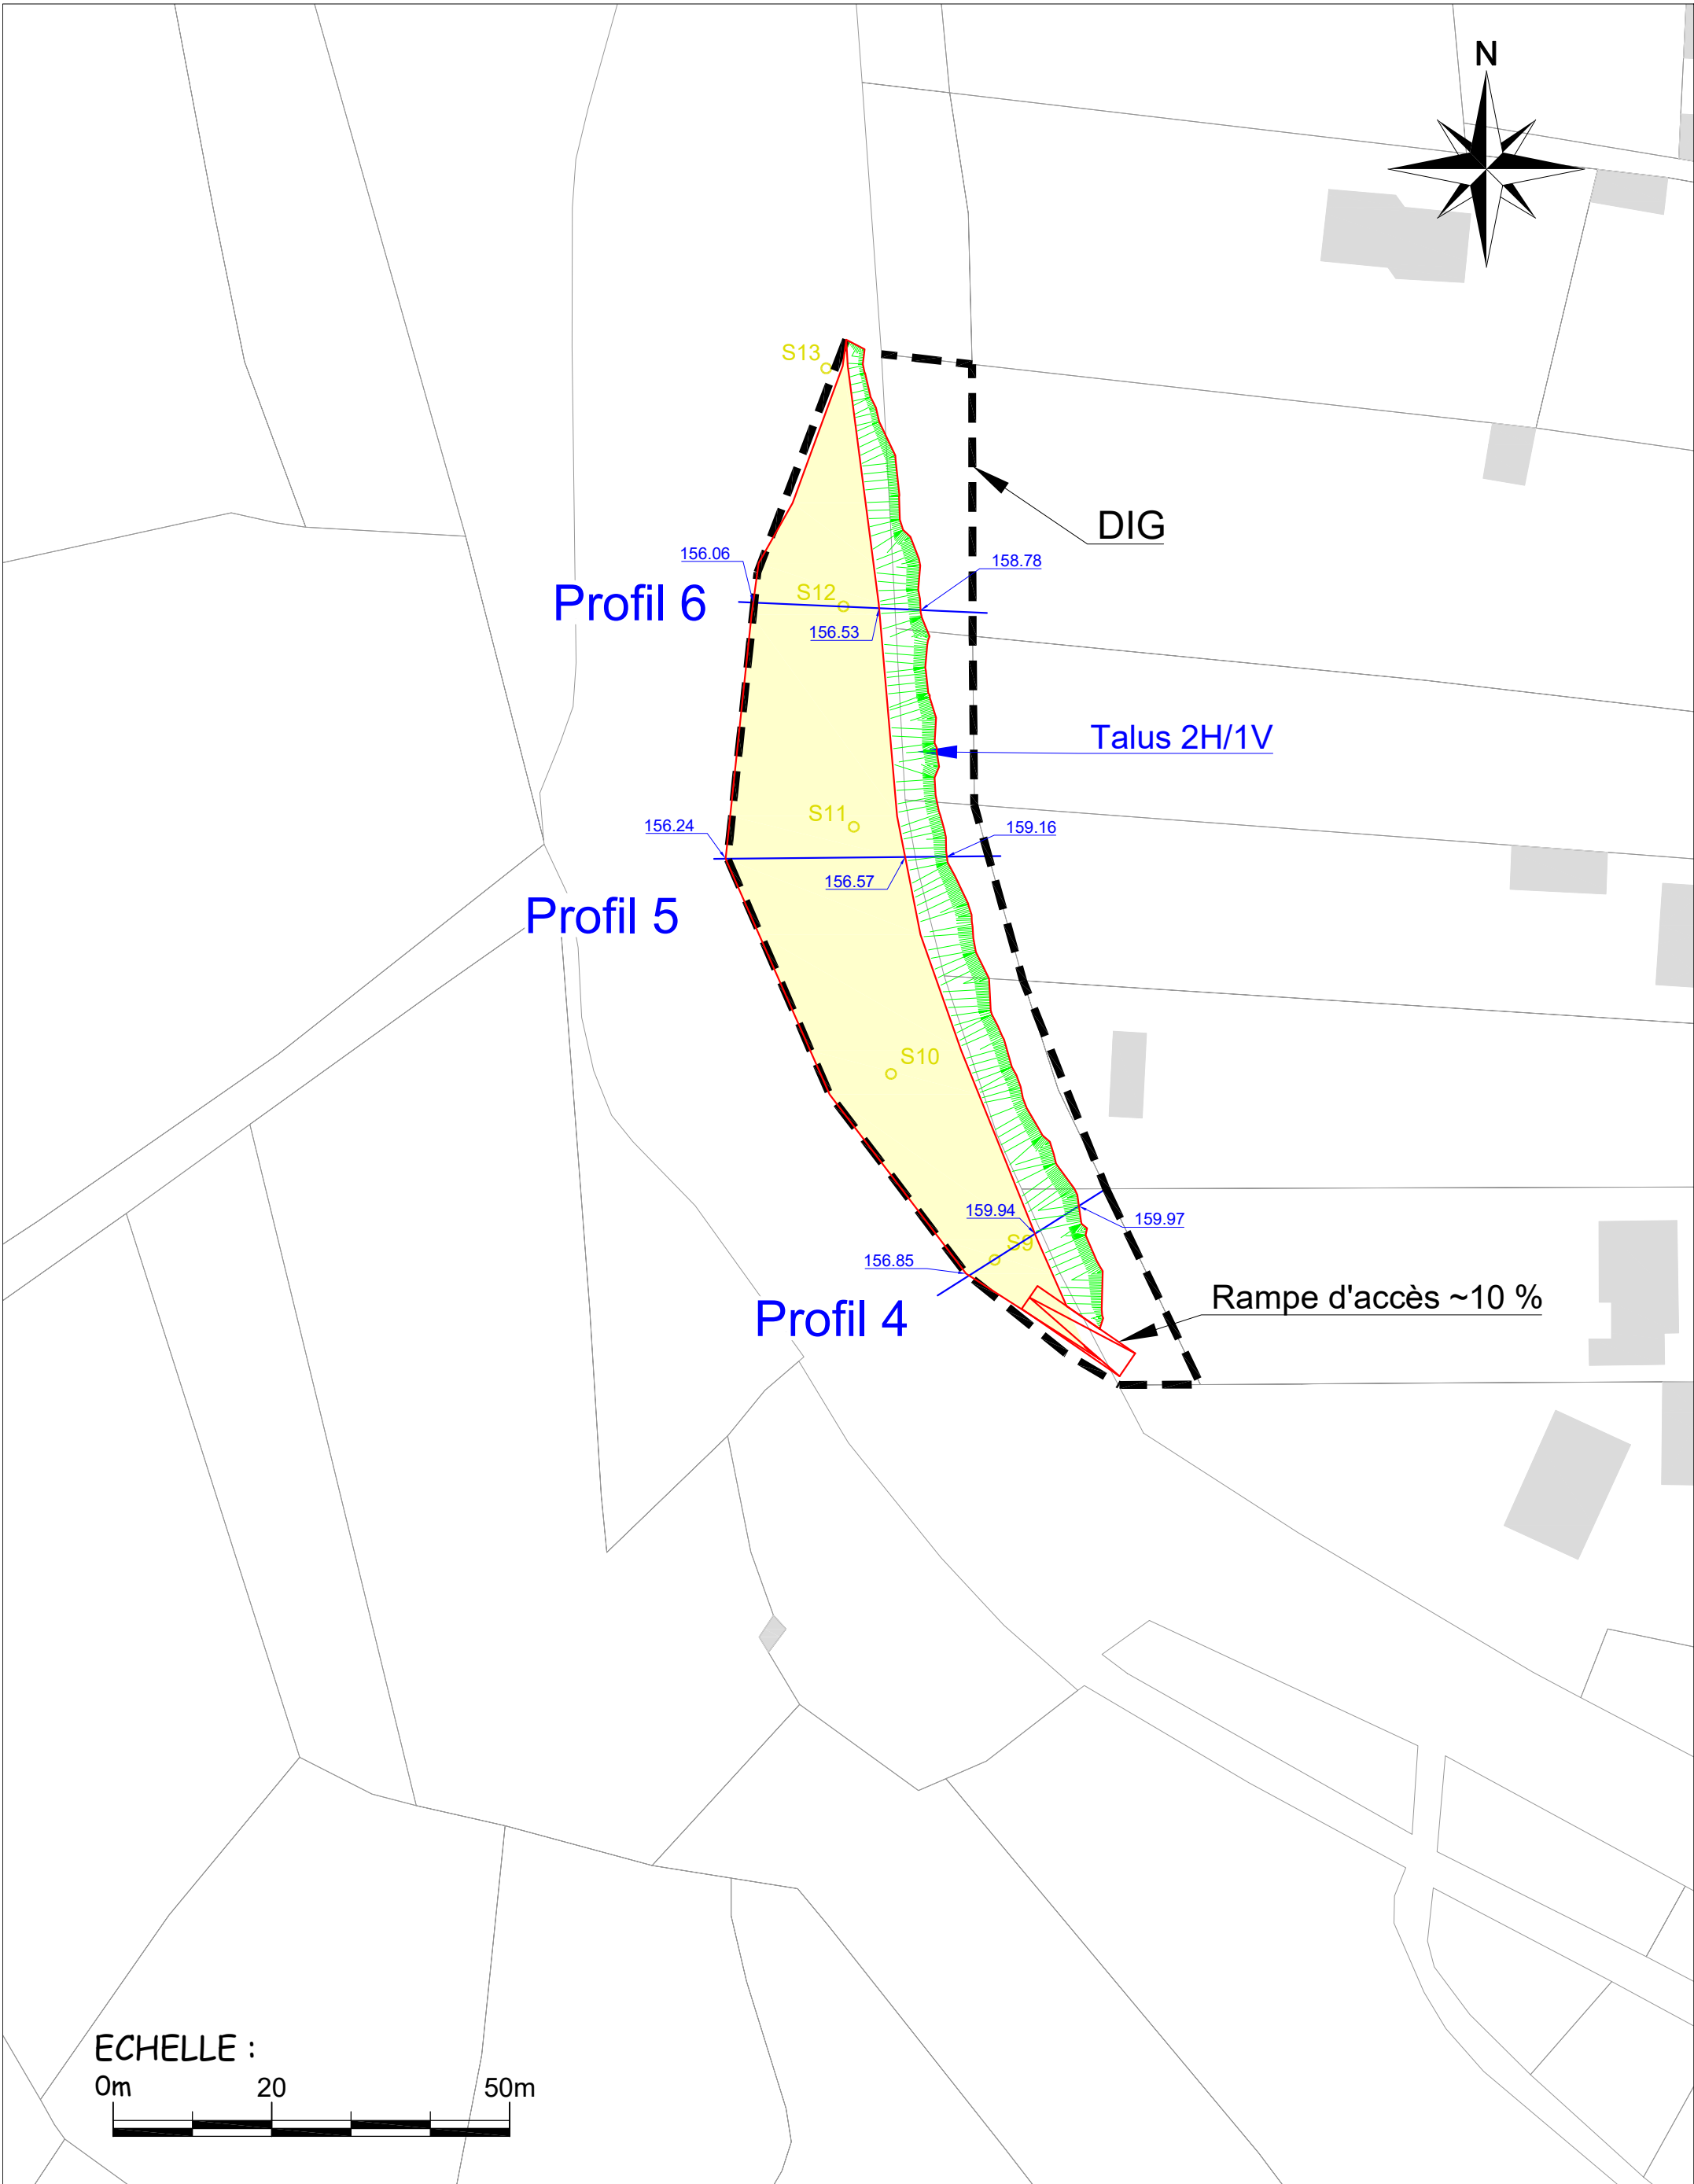 N
S13
DIG
156.06
158.78
Profil 6
S12
156.53
Talus 2H/1V
S11
156.24
159.16
156.57
Profil 5
S10
159.94
159.97
S9
156.85
Rampe d'accès ~10 %
Profil 4
ECHELLE :
0m 20 50m